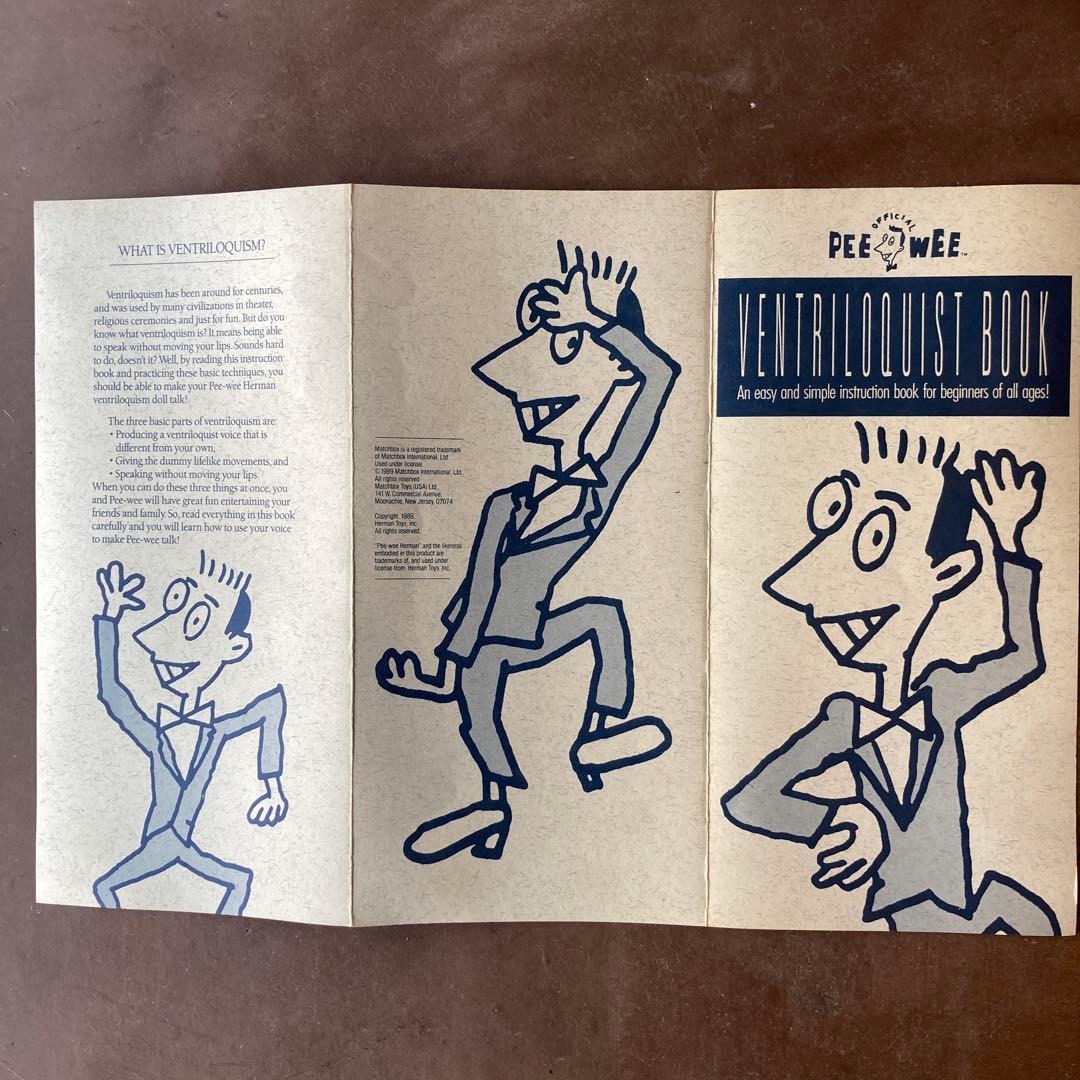 WHAT IS VENTRILOQUISM?
Ventriloquism has been around for centuries,
and was used by many civilizations in theater,
religious ceremonies and just for fun. But do you
know what ventriloquism is? It means being able
to speak without moving your lips. Sounds hard
to do, doesn't it? Well, by reading this instruction
book and practicing these basic techniques, you
should be able to make your Pee-wee Herman
ventriloquism doll talk!
The three basic parts of ventriloquism are:
• Producing a ventriloquist voice that is
different from your own,
• Giving the dummy lifelike movements, and
• Speaking without moving your lips.
When you can do these three things at once, you
and Pee-wee will have great fun entertaining your
friends and family. So, read everything in this book
carefully and you will learn how to use your voice
to make Pee-wee talk!
Matchbox is a registered trademark
of Matchbox International, Ltd.
Used under license.
© 1989 Matchbox International, Ltd.,
All rights reserved.
Matchbox Toys (USA) Ltd.,
141 W. Commercial Avenue,
Moonachie, New Jersey, 07074
Copyright, 1989,
Herman Toys, Inc.
All rights reserved.
"Pee-wee Herman" and the likeness
embodied in this product are
trademarks of, and used under
license from, Herman Toys, Inc.
OFFICIAL
PEE WEE™
VENTRILOQUIST BOOK
An easy and simple instruction book for beginners of all ages!